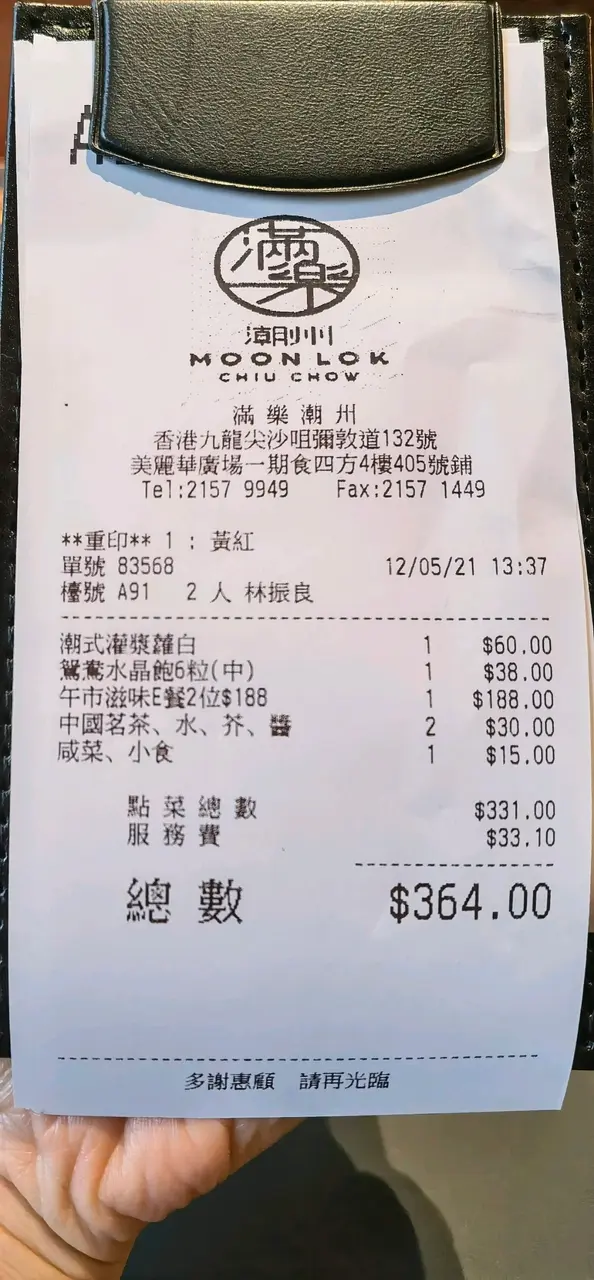 滿樂
潮州
MOON LOK
CHIU CHOW
滿樂潮州
香港九龍尖沙咀彌敦道132號
美麗華廣場一期食四方4樓405號鋪
Tel:2157 9949 Fax:2157 1449
**重印** 1 : 黃紅
單號 83568 12/05/21 13:37
檯號 A91 2 人 林振良
潮式灌漿蘿白 1 $60.00
鴛鴦水晶飽6粒(中) 1 $38.00
午市滋味E餐2位$188 1 $188.00
中國茗茶、水、芥、醬 2 $30.00
咸菜、小食 1 $15.00
點菜總數 $331.00
服務費 $33.10
總數 $364.00
多謝惠顧 請再光臨